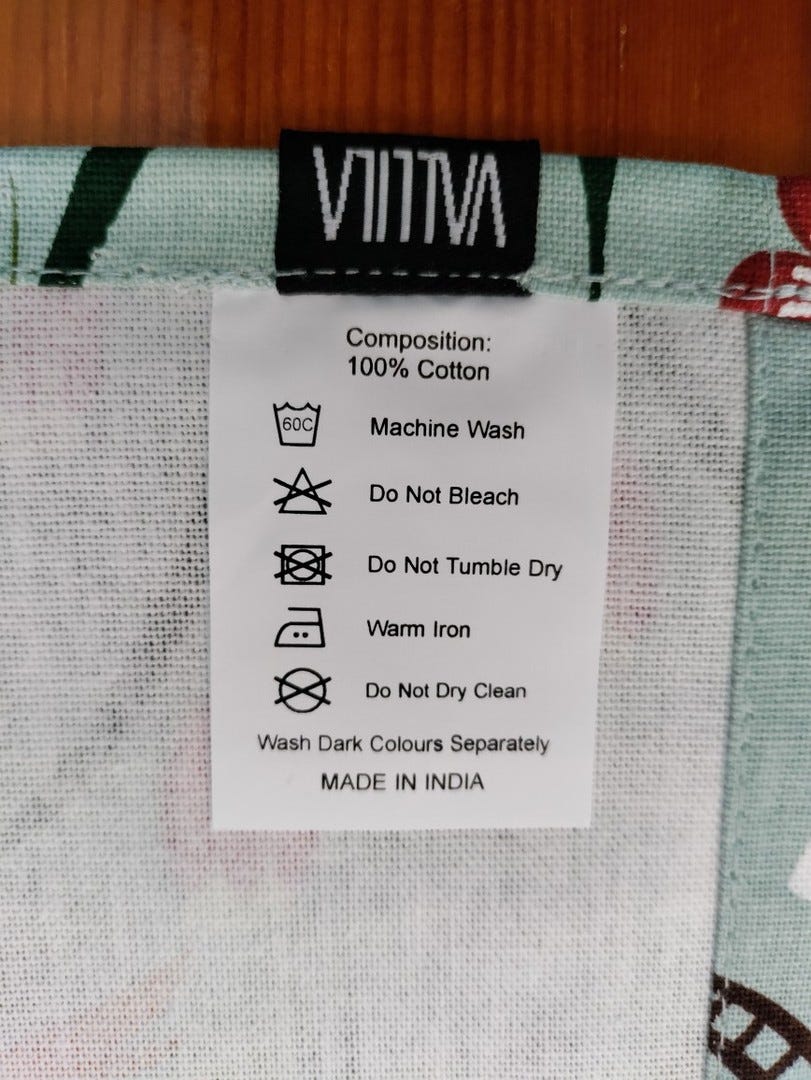 VALLILA
Composition:
100% Cotton
60C Machine Wash
Do Not Bleach
Do Not Tumble Dry
Warm Iron
Do Not Dry Clean
Wash Dark Colours Separately
MADE IN INDIA